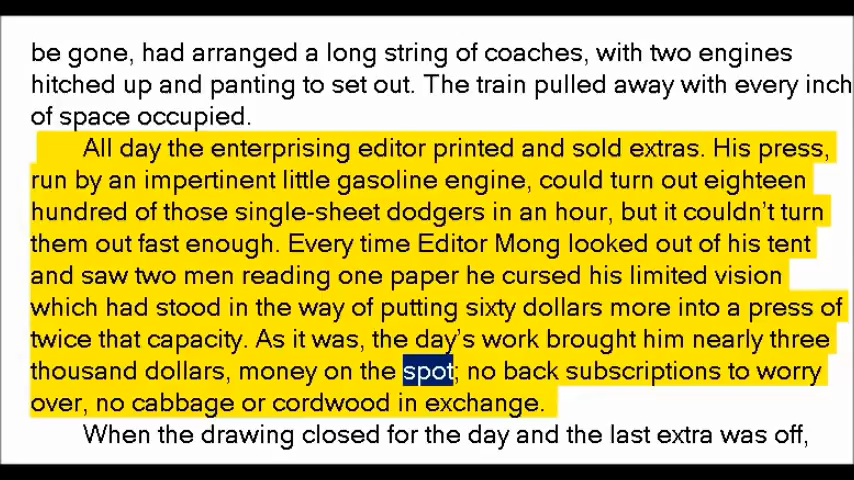 be gone, had arranged a long string of coaches, with two engines
hitched up and panting to set out. The train pulled away with every inch
of space occupied.
All day the enterprising editor printed and sold extras. His press,
run by an impertinent little gasoline engine, could turn out eighteen
hundred of those single-sheet dodgers in an hour, but it couldn't turn
them out fast enough. Every time Editor Mong looked out of his tent
and saw two men reading one paper he cursed his limited vision
which had stood in the way of putting sixty dollars more into a press of
twice that capacity. As it was, the day's work brought him nearly three
thousand dollars, money on the spot; no back subscriptions to worry
over, no cabbage or cordwood in exchange.
When the drawing closed for the day and the last extra was off,